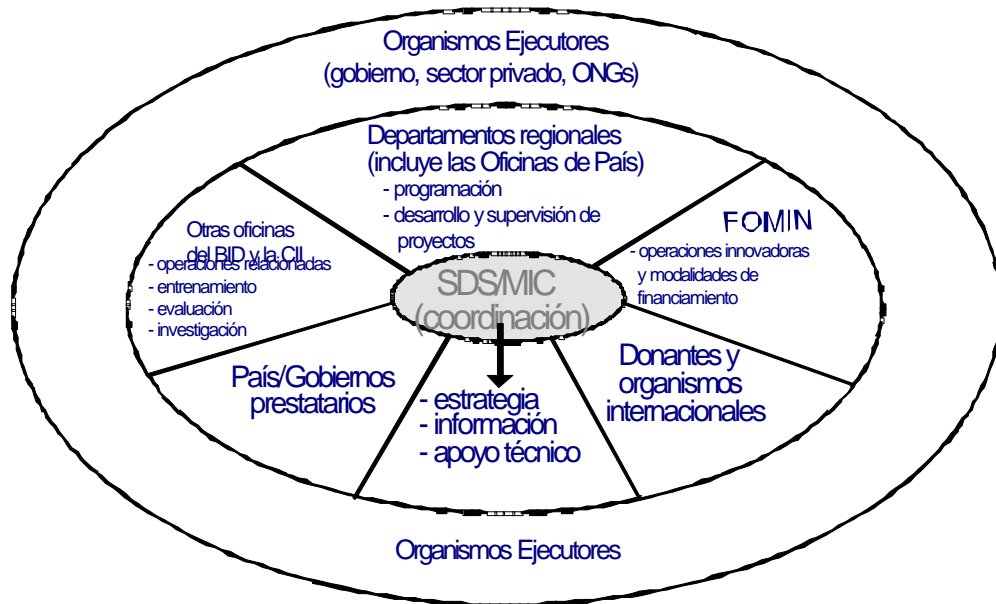 Organismos Ejecutores
(gobierno, sector privado, ONGs)
Departamentos regionales
(incluye las Oficinas de País)
- programación
- desarrollo y supervisión de
proyectos
Otras oficinas
del BID y la CII
- operaciones relacionadas
- entrenamiento
- evaluación
- investigación
FOMIN
- operaciones innovadoras
y modalidades de
financiamiento
SDS/MIC
(coordinación)
País/Gobiernos
prestatarios
- estrategia
- información
- apoyo técnico
Donantes y
organismos
internacionales
Organismos Ejecutores